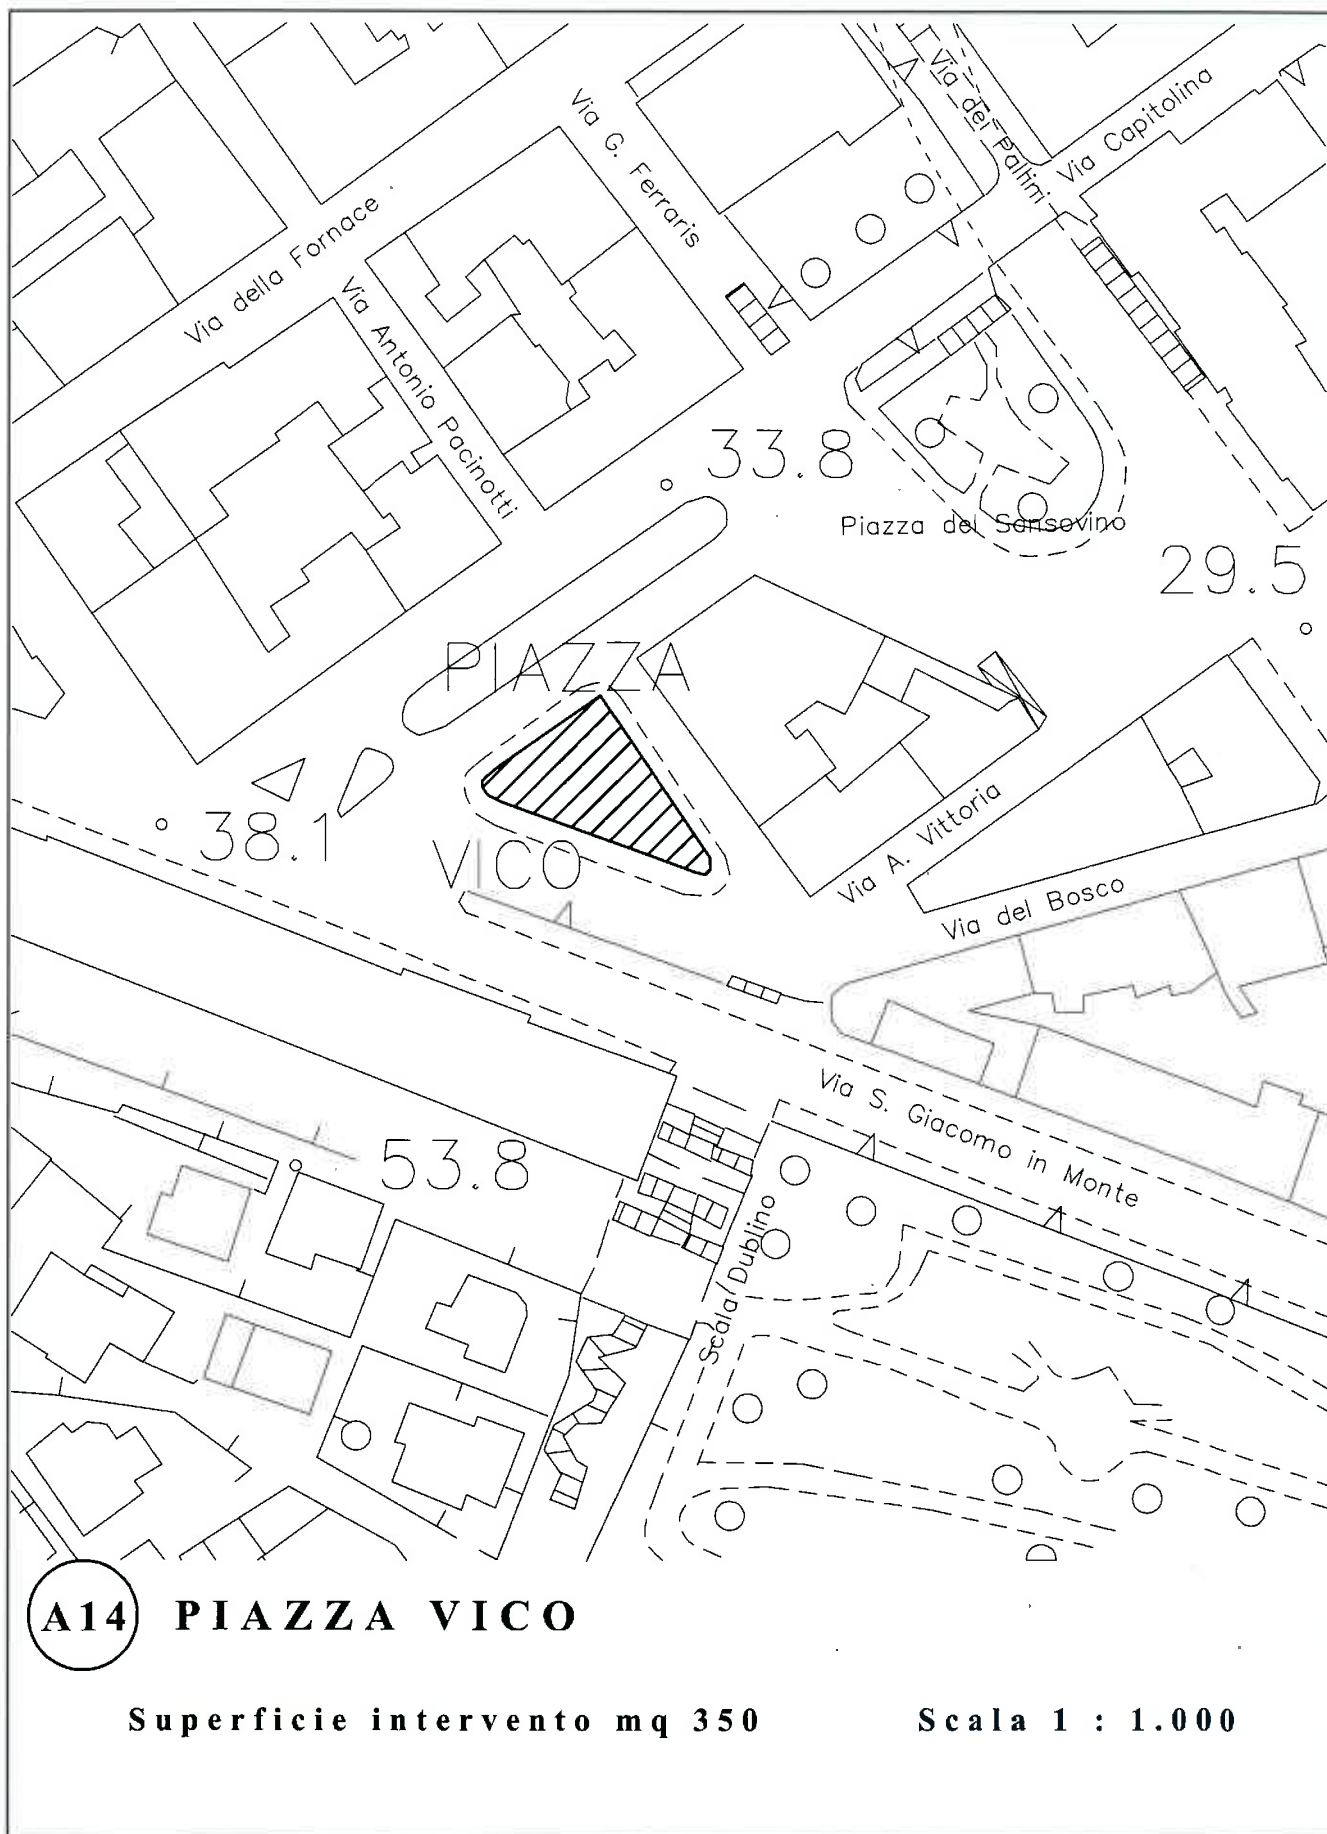 Via dei Pallini
Via Capitolina
Via G. Ferraris
Via della Fornace
Via Antonio Pacinotti
33.8
Piazza del Sansovino
29.5
PIAZZA
VICO
38.1
Via A. Vittoria
Via del Bosco
Via S. Giacomo in Monte
53.8
Scala Dublino
A14 PIAZZA VICO
Superficie intervento mq 350 Scala 1 : 1.000